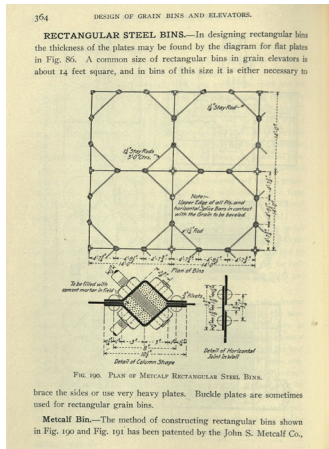 364
DESIGN OF GRAIN BINS AND ELEVATORS.
RECTANGULAR STEEL BINS.—In designing rectangular bins
the thickness of the plates may be found by the diagram for flat plates
in Fig. 86. A common size of rectangular bins in grain elevators is
about 14 feet square, and in bins of this size it is either necessary to
Stay Rod
Stay Rods
5'-0" Ctrs.
Note:-
Upper Edge of all Pls. and
horizontal Splice Bars in contact
with the Grain to be beveled.
Rod
Plan of Bins
To be filled with
cement mortar in field
Rivets
Detail of Column Shape
Detail of Horizontal
Joint in Wall
FIG. 190. PLAN OF METCALF RECTANGULAR STEEL BINS.
brace the sides or use very heavy plates. Buckle plates are sometimes
used for rectangular grain bins.
Metcalf Bin.—The method of constructing rectangular bins shown
in Fig. 190 and Fig. 191 has been patented by the John S. Metcalf Co.,